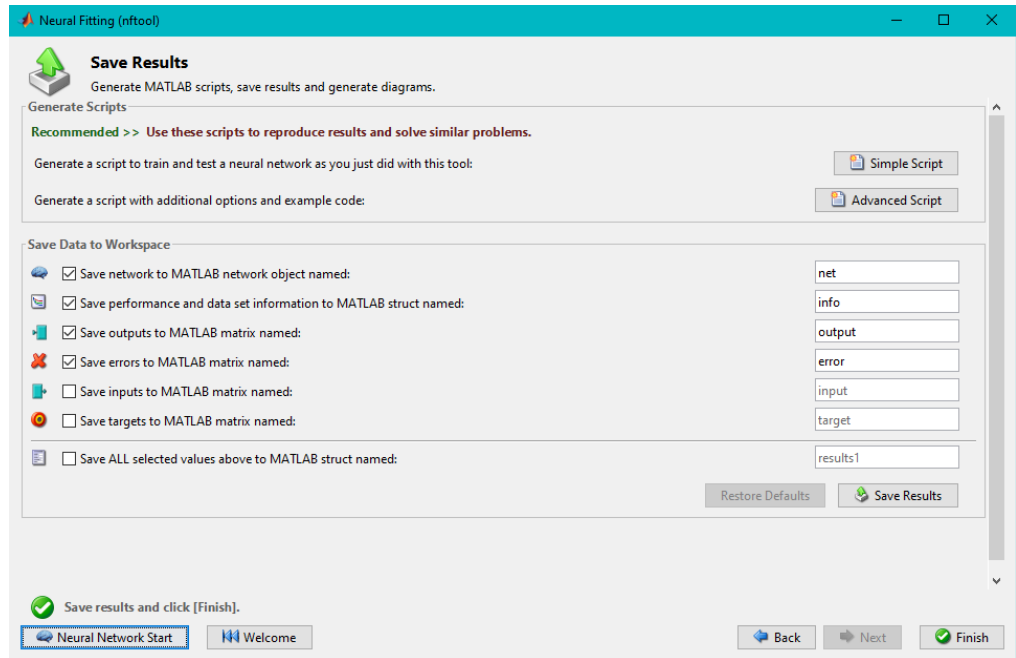 Neural Fitting (nftool)
Save Results
Generate MATLAB scripts, save results and generate diagrams.
Generate Scripts
Recommended >> Use these scripts to reproduce results and solve similar problems.
Generate a script to train and test a neural network as you just did with this tool: Simple Script
Generate a script with additional options and example code: Advanced Script
Save Data to Workspace
Save network to MATLAB network object named: net
Save performance and data set information to MATLAB struct named: info
Save outputs to MATLAB matrix named: output
Save errors to MATLAB matrix named: error
Save inputs to MATLAB matrix named: input
Save targets to MATLAB matrix named: target
Save ALL selected values above to MATLAB struct named: results1
Restore Defaults Save Results
Save results and click [Finish].
Neural Network Start Welcome Back Next Finish